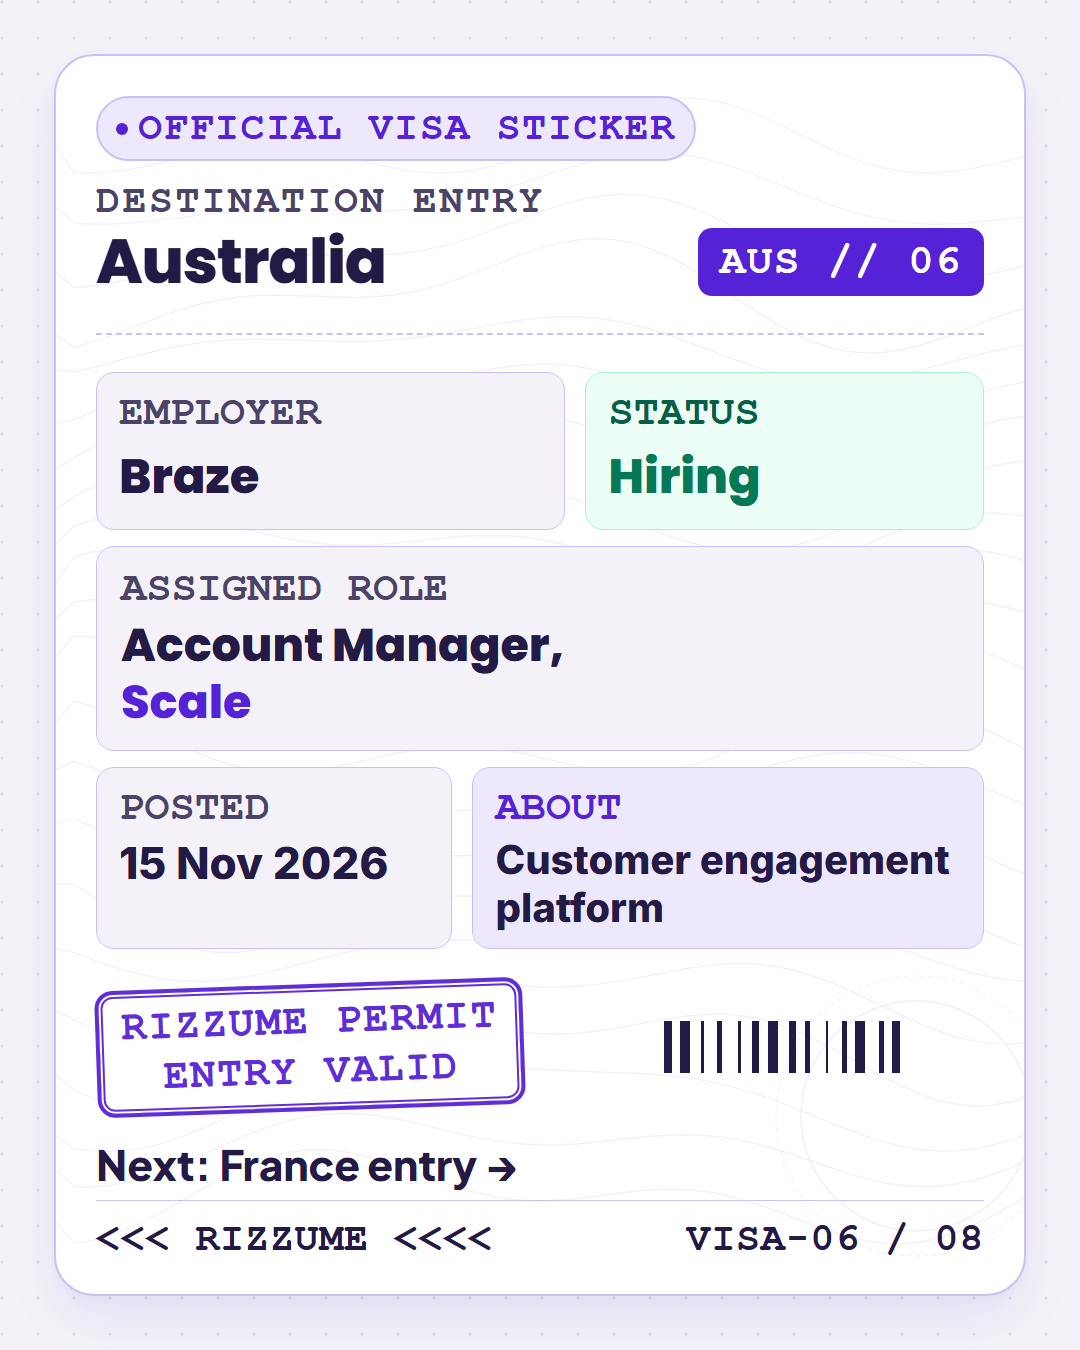 • OFFICIAL VISA STICKER
DESTINATION ENTRY
Australia
AUS // 06
EMPLOYER
Braze
STATUS
Hiring
ASSIGNED ROLE
Account Manager,
Scale
POSTED
15 Nov 2026
ABOUT
Customer engagement
platform
RIZZUME PERMIT
ENTRY VALID
Next: France entry →
<<< RIZZUME <<<<
VISA-06 / 08